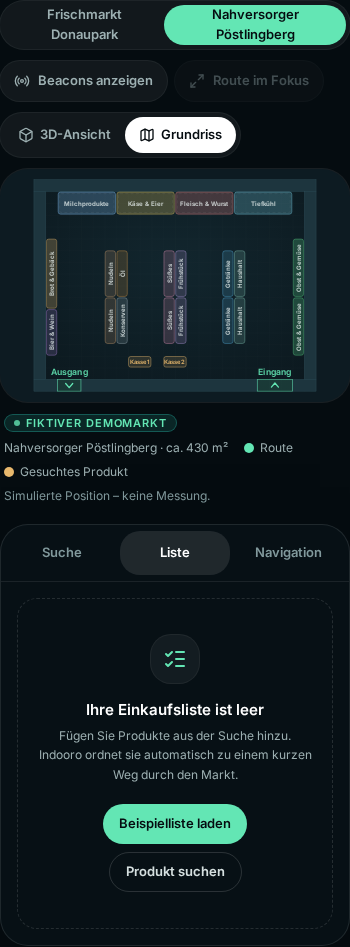 Frischmarkt Donaupark
Nahversorger Pöstlingberg
Beacons anzeigen
Route im Fokus
3D-Ansicht
Grundriss
Milchprodukte
Käse & Eier
Fleisch & Wurst
Tiefkühl
Brot & Gebäck
Bier & Wein
Nudeln
Öl
Nudeln
Konserven
Süßes
Frühstück
Süßes
Frühstück
Getränke
Haushalt
Getränke
Haushalt
Obst & Gemüse
Obst & Gemüse
Kasse1
Kasse2
Ausgang
Eingang
FIKTIVER DEMOMARKT
Nahversorger Pöstlingberg · ca. 430 m²
Route
Gesuchtes Produkt
Simulierte Position – keine Messung.
Suche
Liste
Navigation
Ihre Einkaufsliste ist leer
Fügen Sie Produkte aus der Suche hinzu.
Indooro ordnet sie automatisch zu einem kurzen
Weg durch den Markt.
Beispielliste laden
Produkt suchen